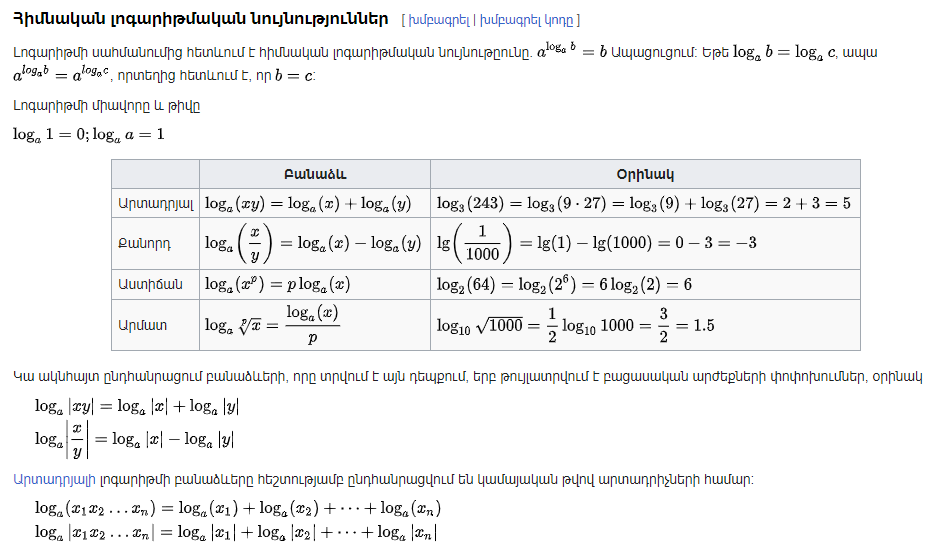 Հիմնական լոգարիթմական նույնություններ [ խմբագրել | խմբագրել կոդը ]
Լոգարիթմի սահմանումից հետևում է հիմնական լոգարիթմական նույնութրունը. $a^{\log_a b} = b$ Ապացուցում: Եթե $\log_a b = \log_a c$, ապա
$a^{log_a b} = a^{log_a c}$, որտեղից հետևում է, որ $b = c$:
Լոգարիթմի միավորը և թիվը
$\log_a 1 = 0; \log_a a = 1$
Բանաձև Օրինակ
Արտադրյալ $\log_a(xy) = \log_a(x) + \log_a(y)$ $\log_3(243) = \log_3(9 \cdot 27) = \log_3(9) + \log_3(27) = 2 + 3 = 5$
Քանորդ $\log_a\left(\frac{x}{y}\right) = \log_a(x) - \log_a(y)$ $\lg\left(\frac{1}{1000}\right) = \lg(1) - \lg(1000) = 0 - 3 = -3$
Աստիճան $\log_a(x^p) = p\log_a(x)$ $\log_2(64) = \log_2(2^6) = 6\log_2(2) = 6$
Արմատ $\log_a \sqrt[p]{x} = \frac{\log_a(x)}{p}$ $\log_{10} \sqrt{1000} = \frac{1}{2}\log_{10} 1000 = \frac{3}{2} = 1.5$
Կա ակնհայտ ընդհանրացում բանաձևերի, որը տրվում է այն դեպքում, երբ թույլատրվում է բացասական արժեքների փոփոխումներ, օրինակ
$\log_a |xy| = \log_a |x| + \log_a |y|$
$\log_a \left|\frac{x}{y}\right| = \log_a |x| - \log_a |y|$
Արտադրյալի լոգարիթմի բանաձևերը հեշտությամբ ընդհանրացվում են կամայական թվով արտադրիչների համար:
$\log_a(x_1 x_2 \ldots x_n) = \log_a(x_1) + \log_a(x_2) + \cdots + \log_a(x_n)$
$\log_a |x_1 x_2 \ldots x_n| = \log_a |x_1| + \log_a |x_2| + \cdots + \log_a |x_n|$